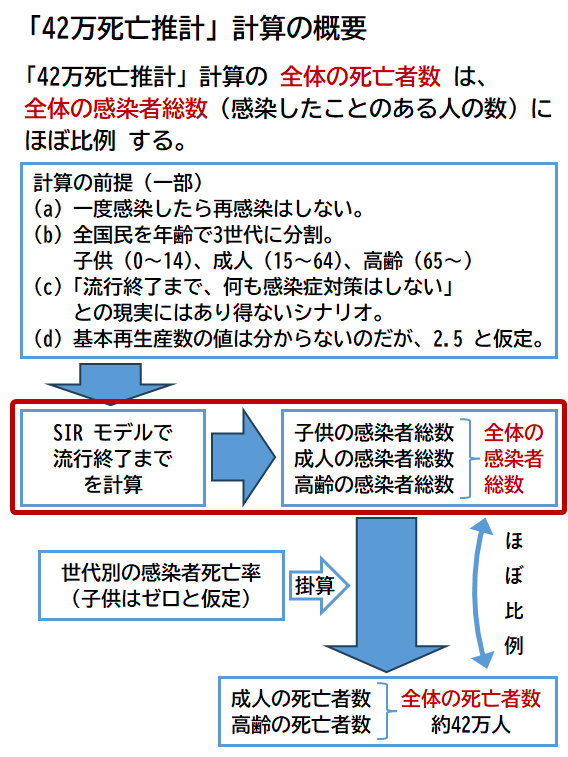 「42万死亡推計」計算の概要
「42万死亡推計」計算の 全体の死亡者数 は、
全体の感染者総数（感染したことのある人の数）に
ほぼ比例 する。
計算の前提（一部）
（a）一度感染したら再感染はしない。
（b）全国民を年齢で3世代に分割。
子供（0～14）、成人（15～64）、高齢（65～）
（c）「流行終了まで、何も感染症対策はしない」
との現実にはあり得ないシナリオ。
（d）基本再生産数の値は分からないのだが、2.5 と仮定。
SIR モデルで
流行終了まで
を計算
子供の感染者総数
成人の感染者総数
高齢の感染者総数
全体の
感染者
総数
世代別の感染者死亡率
（子供はゼロと仮定）
掛算
ほぼ比例
成人の死亡者数
高齢の死亡者数
全体の死亡者数
約42万人